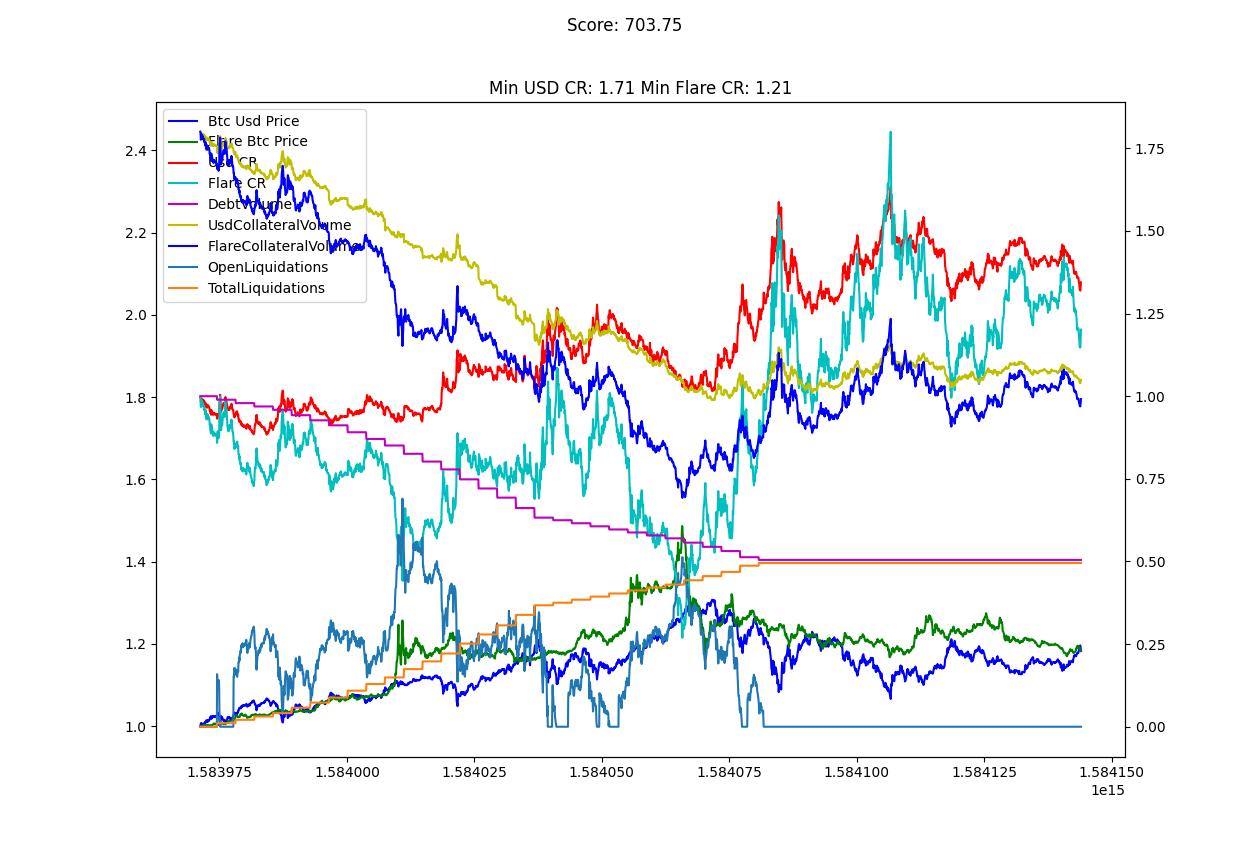 Score: 703.75
Min USD CR: 1.71 Min Flare CR: 1.21
Btc Usd Price
Flare Btc Price
Usd CR
Flare CR
DebtVolume
UsdCollateralVolume
FlareCollateralVolume
OpenLiquidations
TotalLiquidations
2.4
2.2
2.0
1.8
1.6
1.4
1.2
1.0
1.75
1.50
1.25
1.00
0.75
0.50
0.25
0.00
1.583975 1.584000 1.584025 1.584050 1.584075 1.584100 1.584125 1.584150
1e15